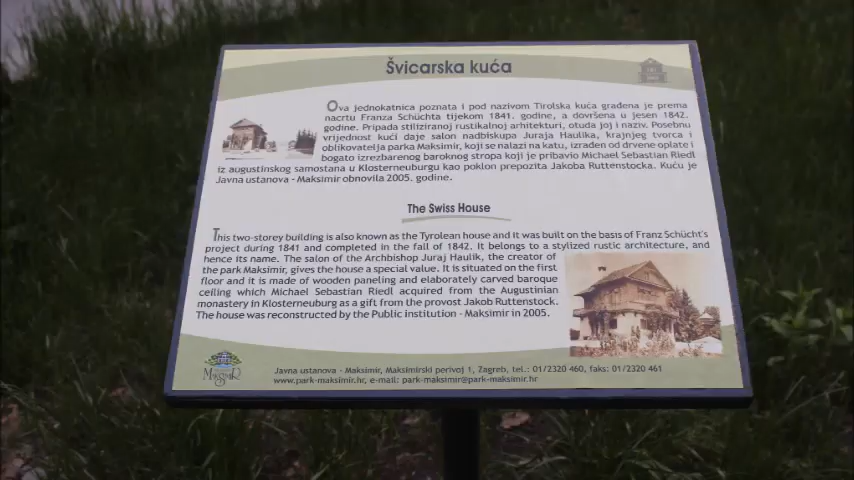 Švicarska kuća
Ova jednokatnica poznata i pod nazivom Tirolska kuća građena je prema
nacrtu Franza Schüchta tijekom 1841. godine, a dovršena u jesen 1842.
godine. Pripada stiliziranoj rustikalnoj arhitekturi, otuda joj i naziv. Posebnu
vrijednost kući daje salon nadbiskupa Juraja Haulika, krajnjeg tvorca i
oblikovatelja parka Maksimir, koji se nalazi na katu, izrađen od drvene oplate i
bogato izrezbarenog baroknog stropa koji je pribavio Michael Sebastian Riedl
iz augustinskog samostana u Klosterneuburgu kao poklon prepozita Jakoba Ruttenstocka. Kuću je
Javna ustanova - Maksimir obnovila 2005. godine.
The Swiss House
This two-storey building is also known as the Tyrolean house and it was built on the basis of Franz Schücht's
project during 1841 and completed in the fall of 1842. It belongs to a stylized rustic architecture, and
hence its name. The salon of the Archbishop Juraj Haulik, the creator of
the park Maksimir, gives the house a special value. It is situated on the first
floor and it is made of wooden paneling and elaborately carved baroque
ceiling which Michael Sebastian Riedl acquired from the Augustinian
monastery in Klosterneuburg as a gift from the provost Jakob Ruttenstock.
The house was reconstructed by the Public institution - Maksimir in 2005.
Maksimir
Javna ustanova - Maksimir, Maksimirski perivoj 1, Zagreb, tel.: 01/2320 460, faks: 01/2320 461
www.park-maksimir.hr, e-mail: park-maksimir@park-maksimir.hr